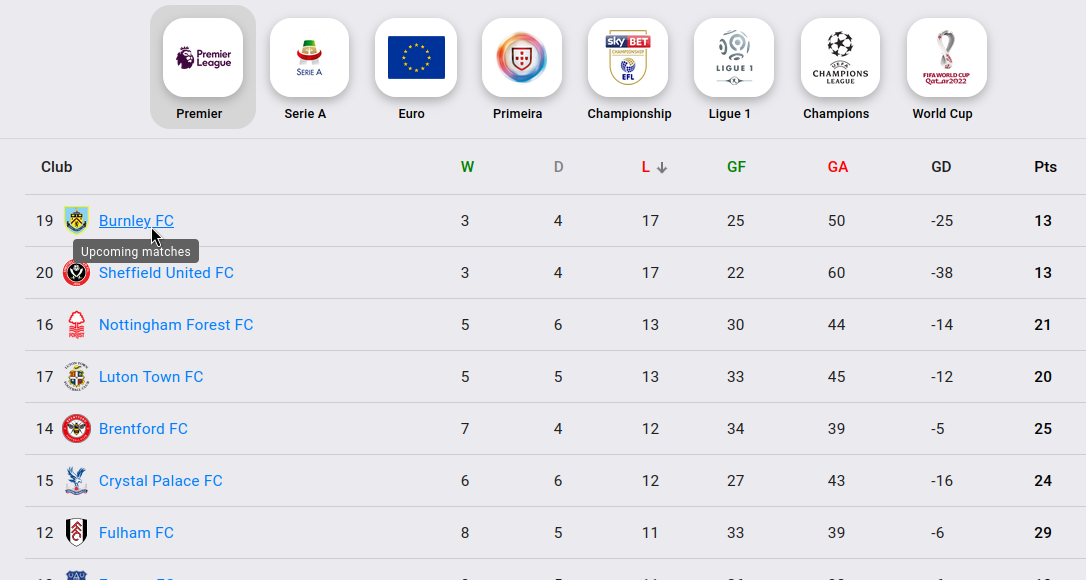 Premier League
SERIE A
sky BET
CHAMPIONSHIP
EFL
LIGUE 1
UEFA
CHAMPIONS
LEAGUE
FIFA WORLD CUP
Qatar2022
Premier Serie A Euro Primeira Championship Ligue 1 Champions World Cup
Club W D L ↓ GF GA GD Pts
19 Burnley FC 3 4 17 25 50 -25 13
Upcoming matches
20 Sheffield United FC 3 4 17 22 60 -38 13
16 Nottingham Forest FC 5 6 13 30 44 -14 21
17 Luton Town FC 5 5 13 33 45 -12 20
14 Brentford FC 7 4 12 34 39 -5 25
15 Crystal Palace FC 6 6 12 27 43 -16 24
12 Fulham FC 8 5 11 33 39 -6 29